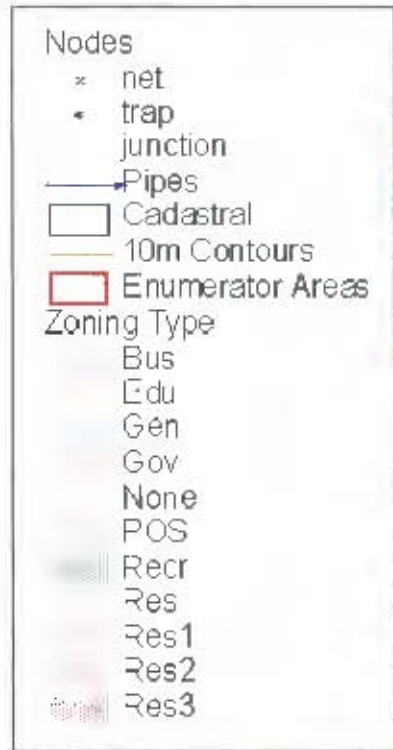 Nodes
net
trap
junction
Pipes
Cadastral
10m Contours
Enumerator Areas
Zoning Type
Bus
Edu
Gen
Gov
None
POS
Recr
Res
Res1
Res2
Res3